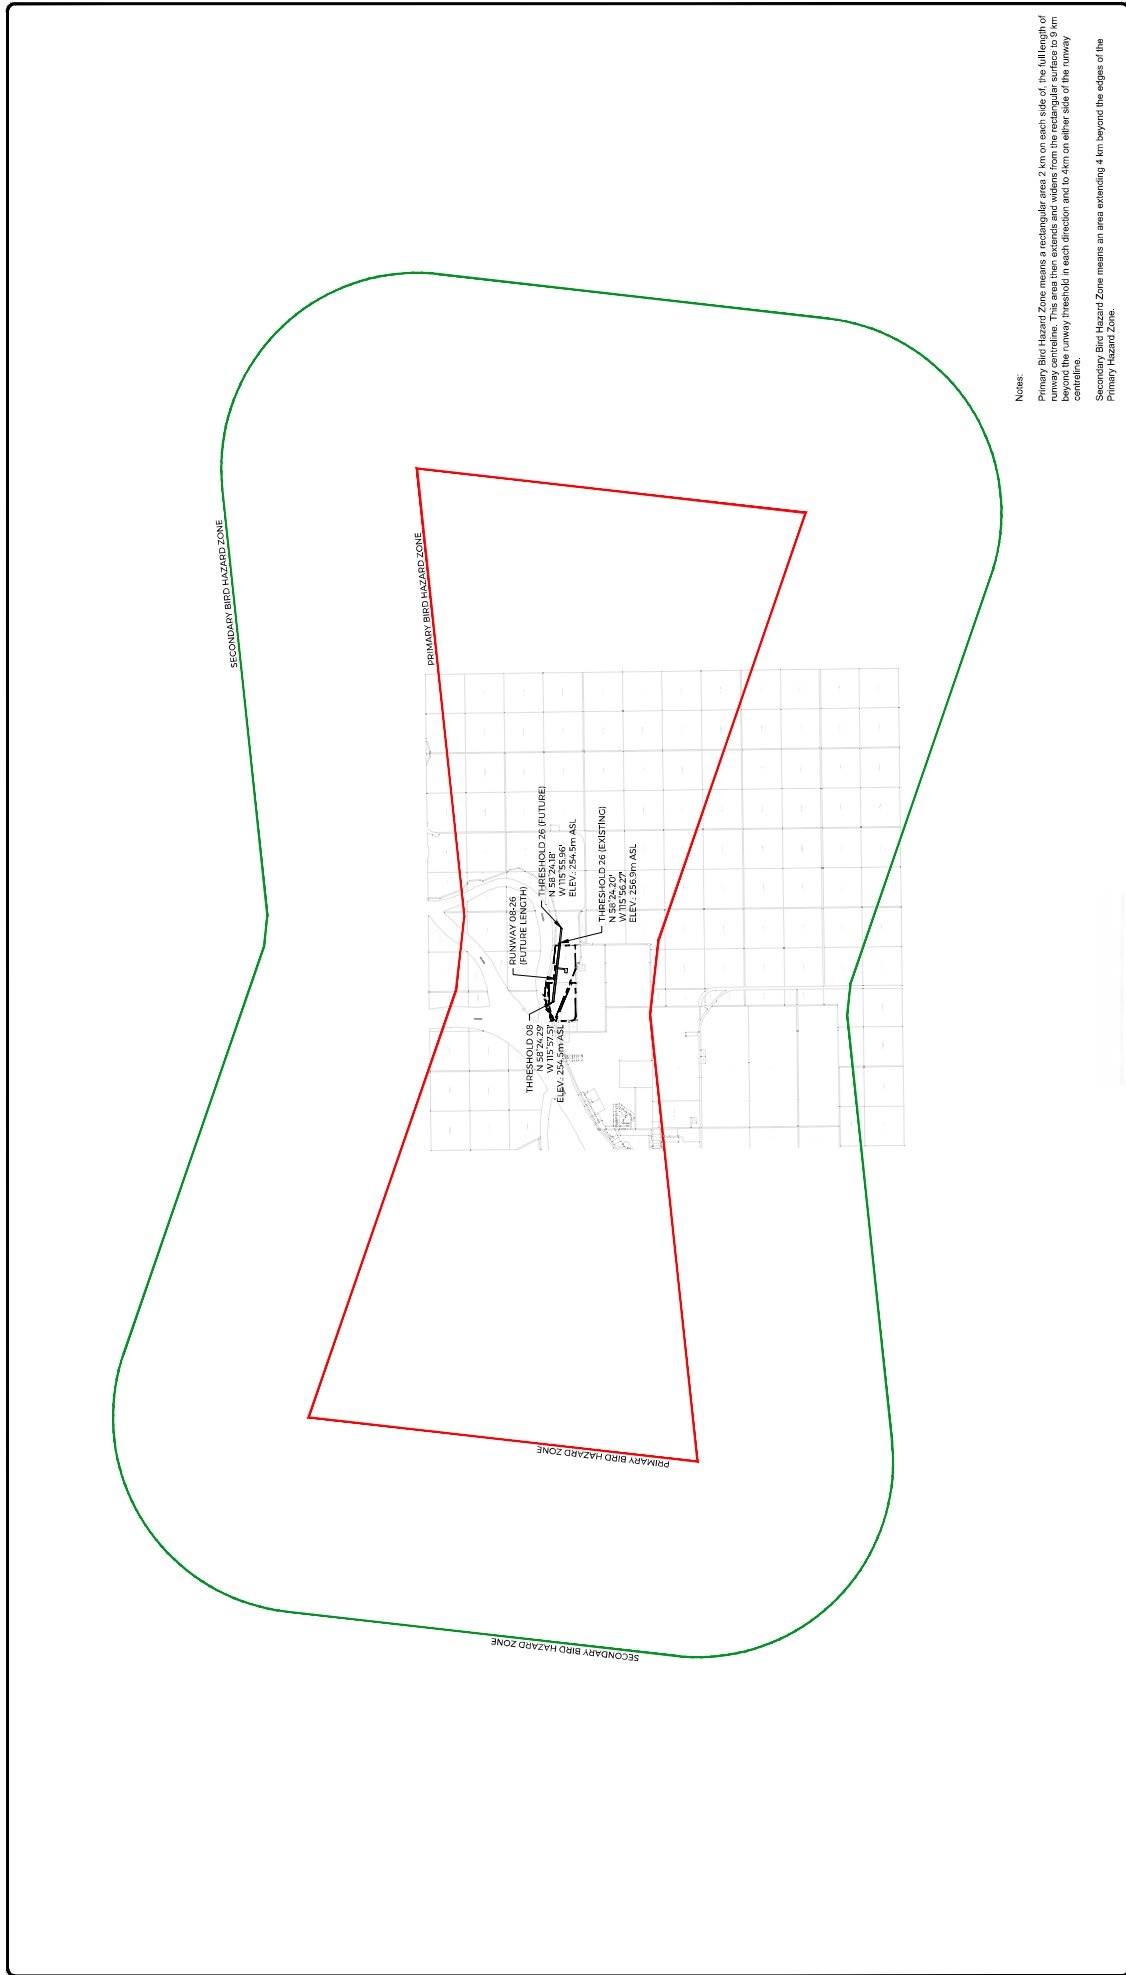 SECONDARY BIRD HAZARD ZONE
PRIMARY BIRD HAZARD ZONE
RUNWAY 08-26
(FUTURE LENGTH)
THRESHOLD 26 (FUTURE)
N 58°24.18'
W 115°55.96'
ELEV.: 254.5m ASL
THRESHOLD 26 (EXISTING)
N 58°24.20'
W 115°56.27'
ELEV.: 256.9m ASL
THRESHOLD 08
N 58°24.29'
W 115°57.51'
ELEV.: 254.5m ASL
PRIMARY BIRD HAZARD ZONE
SECONDARY BIRD HAZARD ZONE
Notes:
Primary Bird Hazard Zone means a rectangular area 2 km on each side of, the full length of
runway centreline. This area then extends and widens from the rectangular surface to 9 km
beyond the runway threshold in each direction and to 4km on either side of the runway
centreline.
Secondary Bird Hazard Zone means an area extending 4 km beyond the edges of the
Primary Hazard Zone.